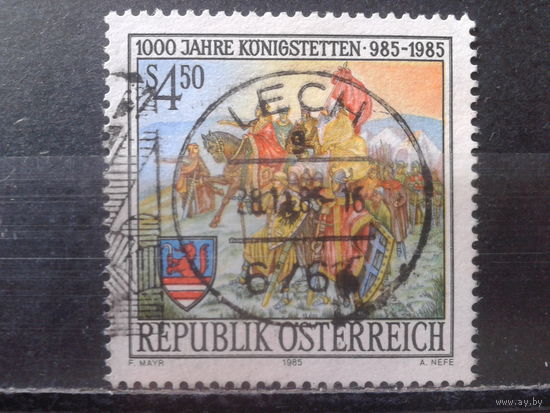 1000 JAHRE KÖNIGSTETTEN · 985-1985
S4.50
LECH
REPUBLIK ÖSTERREICH
F. MAYR 1985 A. NEFE
www.ay.by